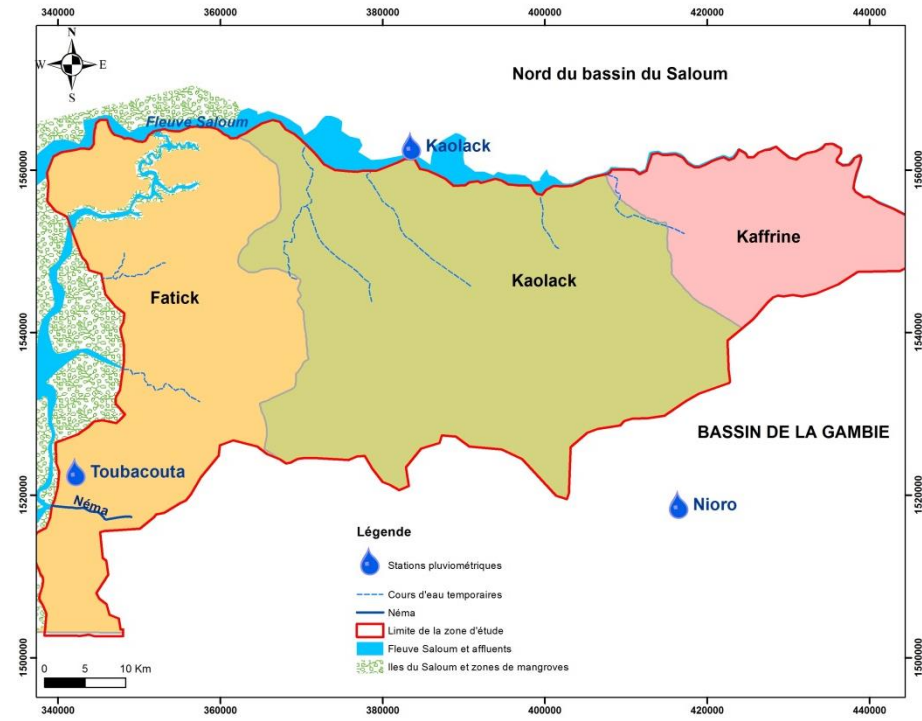 340000 360000 380000 400000 420000 440000
N
W E
S
Nord du bassin du Saloum
Fleuve Saloum
Kaolack
1560000 1560000
Kaffrine
Kaolack
Fatick
1540000 1540000
BASSIN DE LA GAMBIE
Toubacouta
1520000 1520000
Néma
Nioro
Légende
Stations pluviométriques
Cours d'eau temporaires
Néma
Limite de la zone d'étude
Fleuve Saloum et affluents
Iles du Saloum et zones de mangroves
1500000 1500000
0 5 10 Km
340000 360000 380000 400000 420000 440000